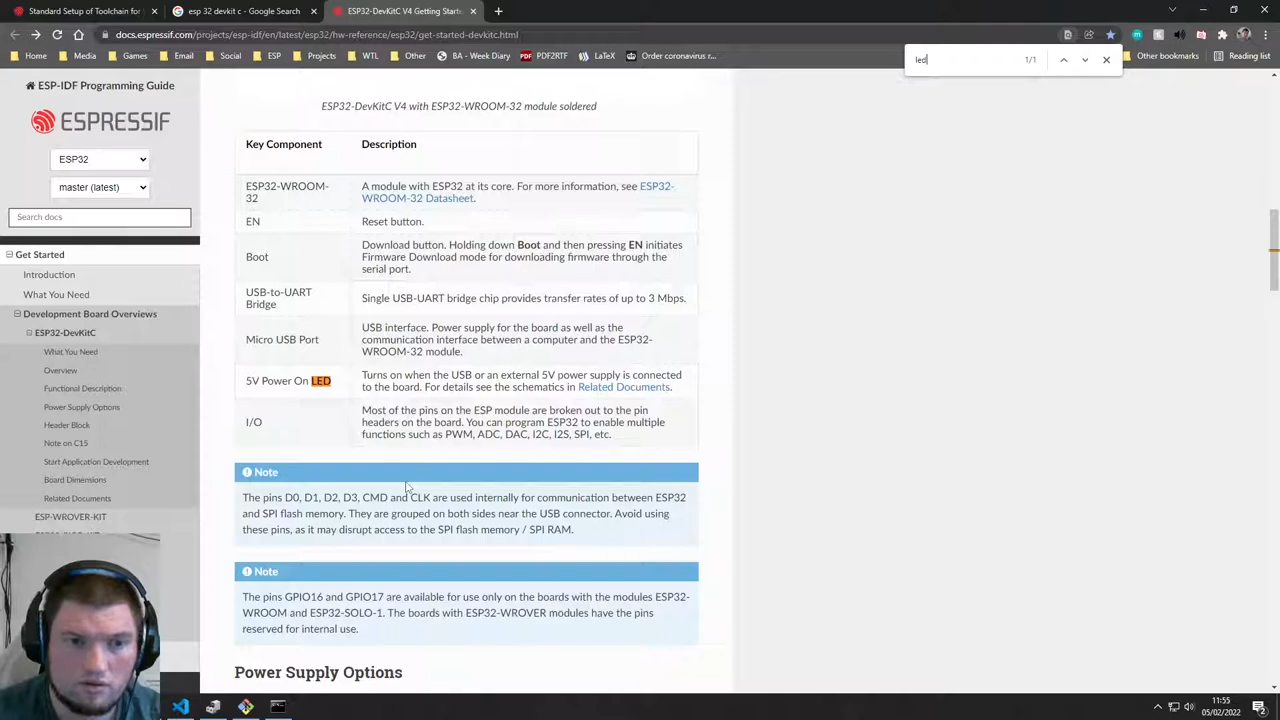 Standard Setup of Toolchain for
esp 32 devkit c - Google Search
ESP32-DevKitC V4 Getting Starte
docs.espressif.com/projects/esp-idf/en/latest/esp32/hw-reference/esp32/get-started-devkitc.html
Home
Media
Games
Email
Social
ESP
Projects
WTL
Other
BA - Week Diary
PDF2RTF
LaTeX
Order coronavirus r...
Other bookmarks
Reading list
led
1/1
ESP-IDF Programming Guide
ESPRESSIF
ESP32
master (latest)
Search docs
Get Started
Introduction
What You Need
Development Board Overviews
ESP32-DevKitC
What You Need
Overview
Functional Description
Power Supply Options
Header Block
Note on C15
Start Application Development
Board Dimensions
Related Documents
ESP-WROVER-KIT
ESP32-DevKitC V4 with ESP32-WROOM-32 module soldered
Key Component Description
ESP32-WROOM-32
A module with ESP32 at its core. For more information, see ESP32-
WROOM-32 Datasheet.
EN
Reset button.
Boot
Download button. Holding down Boot and then pressing EN initiates
Firmware Download mode for downloading firmware through the
serial port.
USB-to-UART
Bridge
Single USB-UART bridge chip provides transfer rates of up to 3 Mbps.
Micro USB Port
USB interface. Power supply for the board as well as the
communication interface between a computer and the ESP32-
WROOM-32 module.
5V Power On LED
Turns on when the USB or an external 5V power supply is connected
to the board. For details see the schematics in Related Documents.
I/O
Most of the pins on the ESP module are broken out to the pin
headers on the board. You can program ESP32 to enable multiple
functions such as PWM, ADC, DAC, I2C, I2S, SPI, etc.
Note
The pins D0, D1, D2, D3, CMD and CLK are used internally for communication between ESP32
and SPI flash memory. They are grouped on both sides near the USB connector. Avoid using
these pins, as it may disrupt access to the SPI flash memory / SPI RAM.
Note
The pins GPIO16 and GPIO17 are available for use only on the boards with the modules ESP32-
WROOM and ESP32-SOLO-1. The boards with ESP32-WROVER modules have the pins
reserved for internal use.
Power Supply Options
11:55
05/02/2022